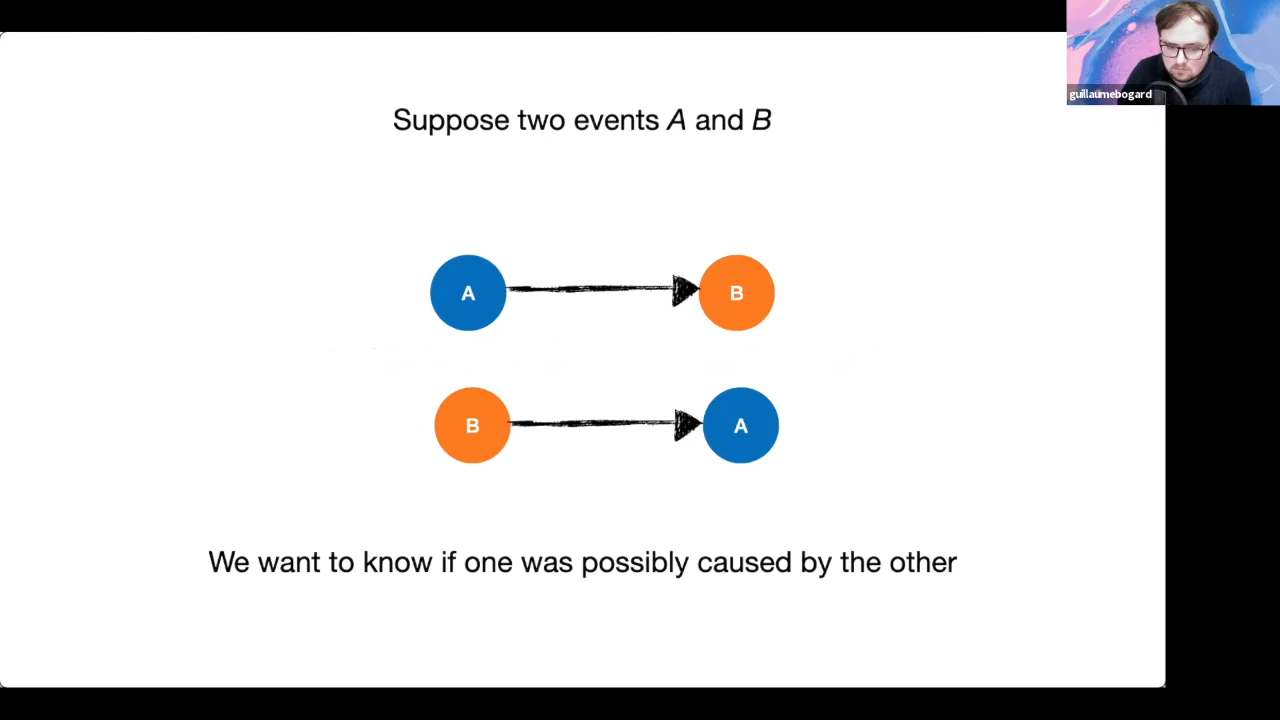 guillaumebogard
Suppose two events A and B
A
B
B
A
We want to know if one was possibly caused by the other